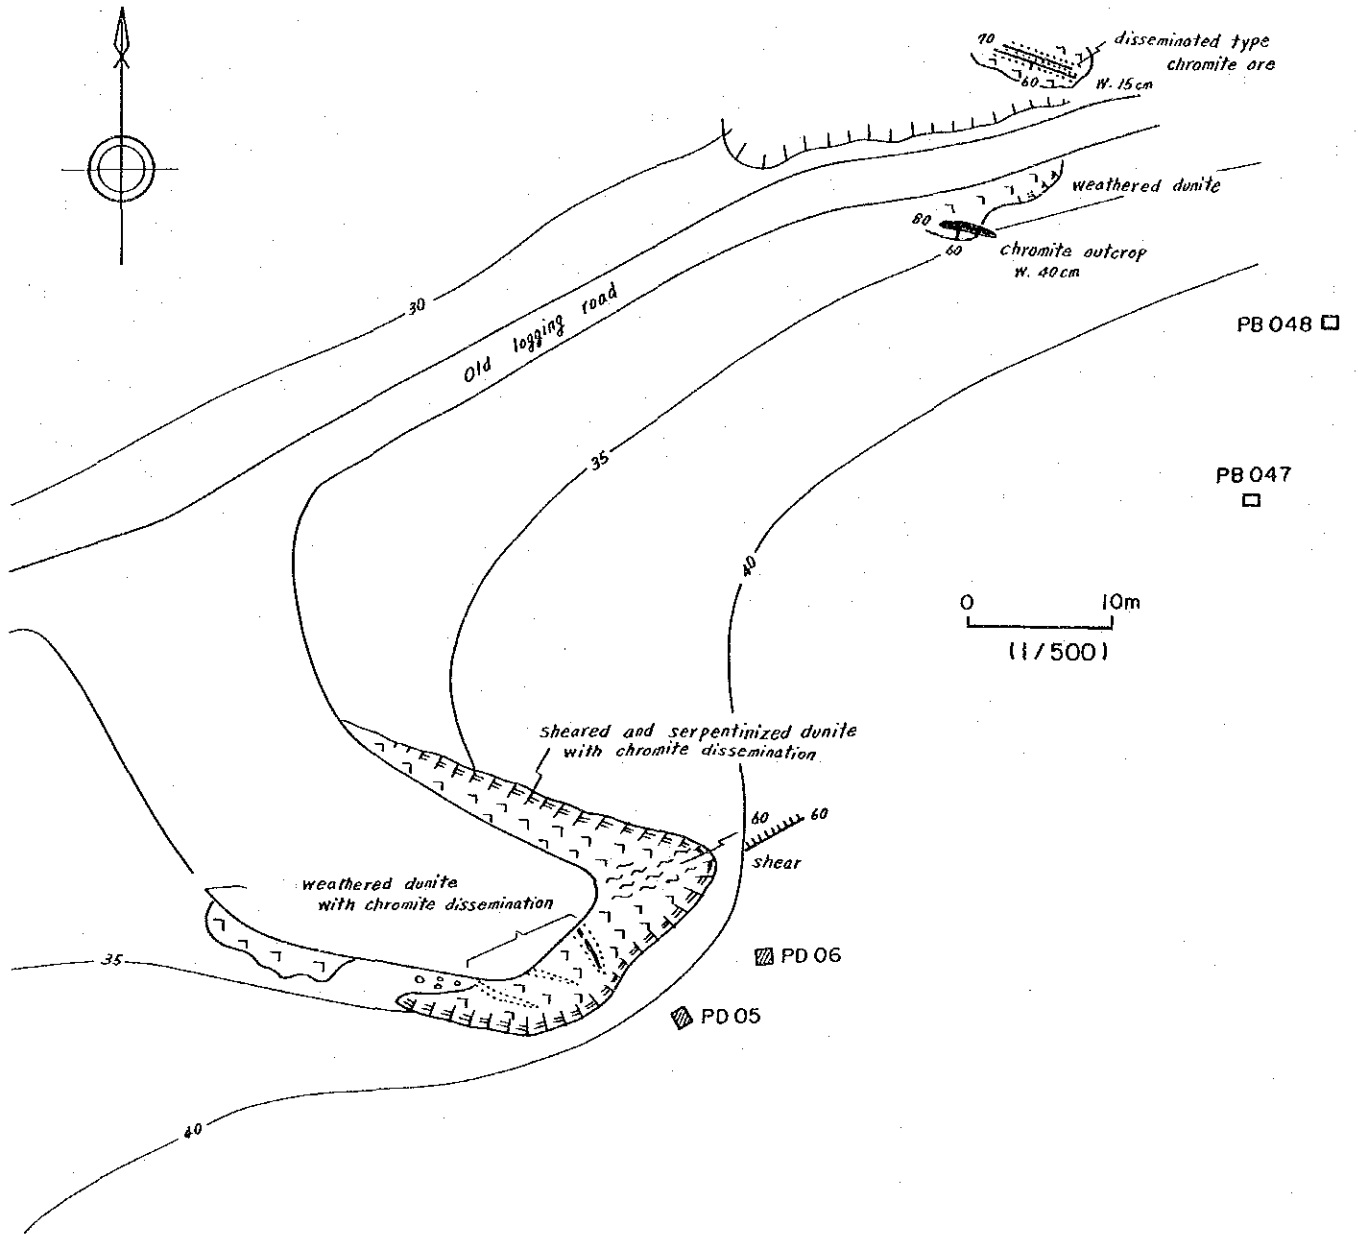 70
disseminated type
chromite ore
60
W. 15cm
weathered dunite
80
60
chromite outcrop
W. 40cm
30
Old logging road
PB 048
35
PB 047
40
0 10m
(1/500)
sheared and serpentinized dunite
with chromite dissemination
60
60
shear
weathered dunite
with chromite dissemination
35
PD 06
PD 05
40